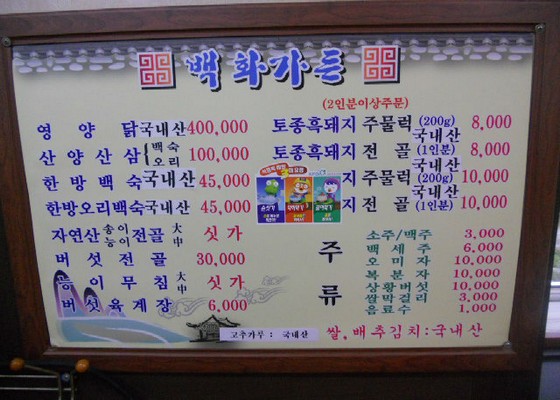 백화가든
(2인분이상주문)
영양닭 국내산 400,000
산양산삼 {백숙 오리 100,000
한방백숙 국내산 45,000
한방오리백숙 국내산 45,000
자연산 송이 능이 전골 大 中 싯가
버섯전골 30,000
능이무침 大 中 싯가
버섯육계장 6,000
토종흑돼지 주물럭 (200g) 국내산 8,000
토종흑돼지 전골 (1인분) 국내산 8,000
지 주물럭 (200g) 국내산 10,000
지 전골 (1인분) 10,000
주류
소주/맥주 3,000
백세주 6,000
오미자 10,000
복분자 10,000
상황버섯 10,000
쌀막걸리 3,000
음료수 1,000
고추가루 : 국내산
쌀, 배추김치 : 국내산